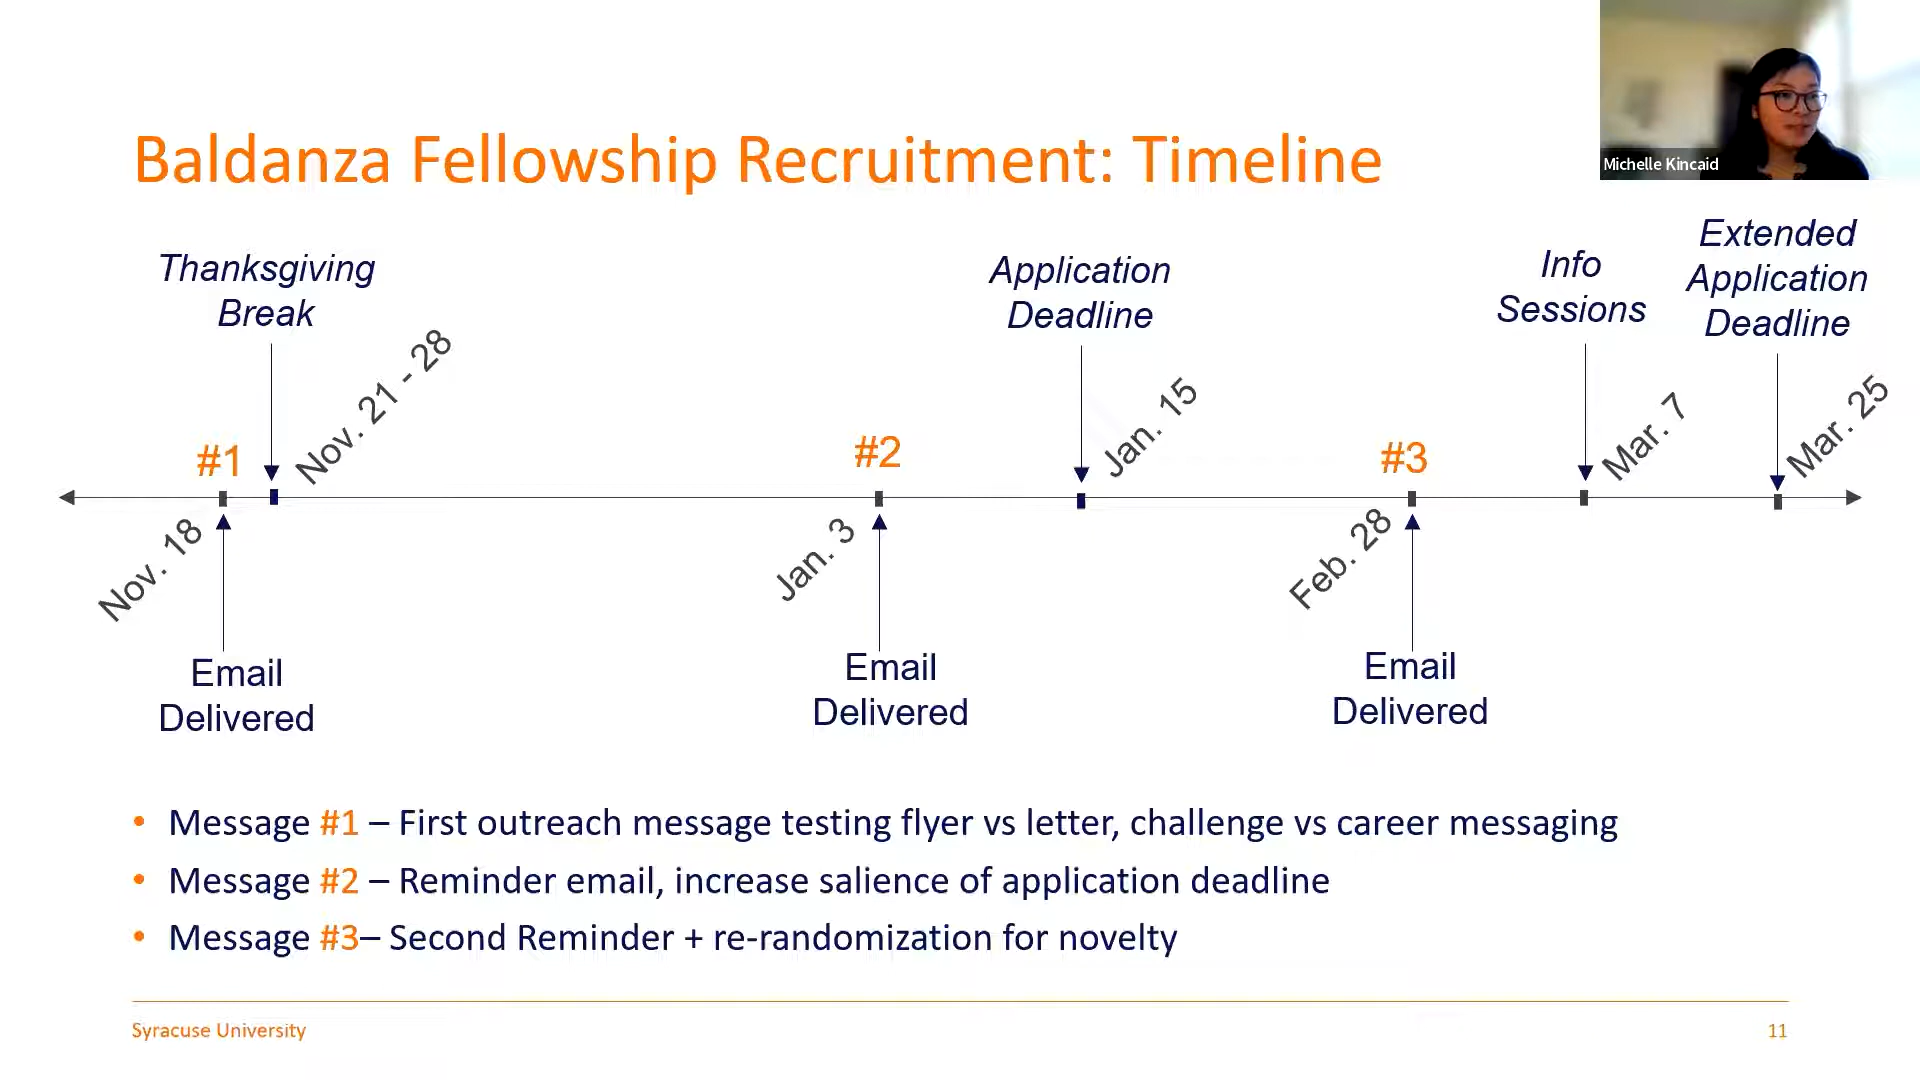 Michelle Kincaid
Baldanza Fellowship Recruitment: Timeline
Thanksgiving
Break
Nov. 21 - 28
Application
Deadline
Jan. 15
Info
Sessions
Mar. 7
Extended
Application
Deadline
Mar. 25
#1
#2
#3
Nov. 18
Email
Delivered
Jan. 3
Email
Delivered
Feb. 28
Email
Delivered
• Message #1 – First outreach message testing flyer vs letter, challenge vs career messaging
• Message #2 – Reminder email, increase salience of application deadline
• Message #3– Second Reminder + re-randomization for novelty
Syracuse University
11